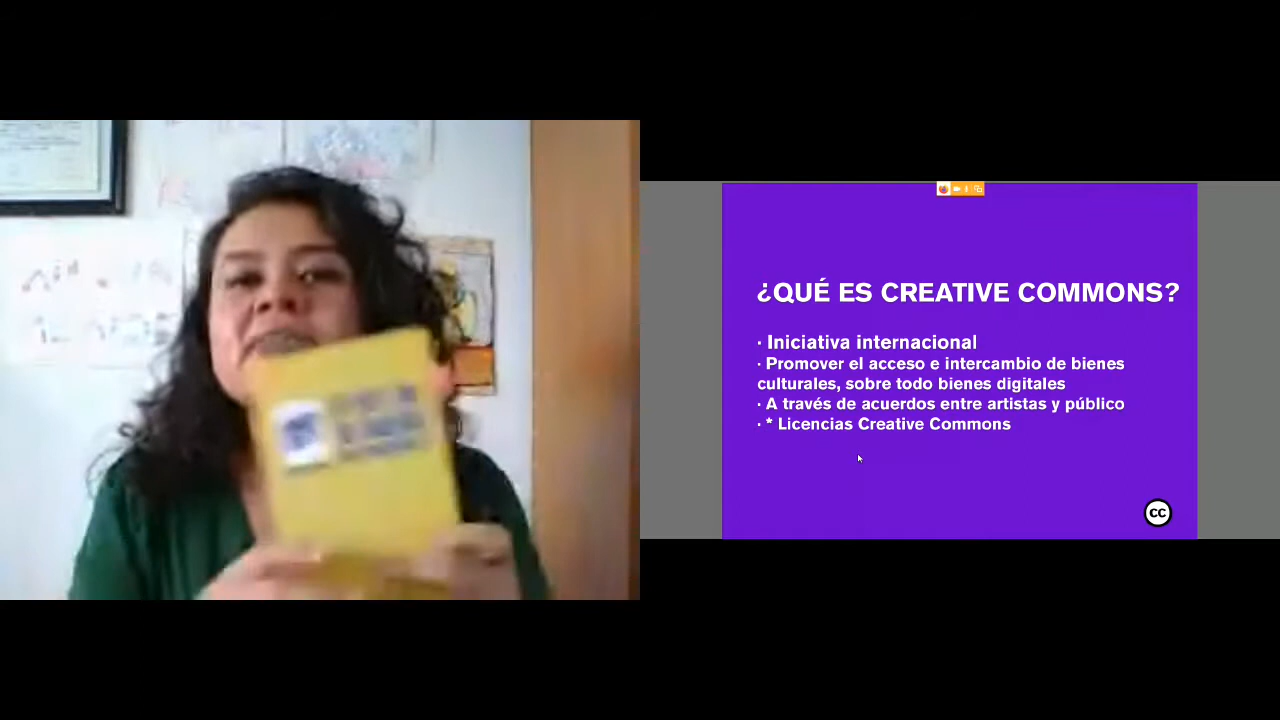 ¿QUÉ ES CREATIVE COMMONS?
· Iniciativa internacional
· Promover el acceso e intercambio de bienes
culturales, sobre todo bienes digitales
· A través de acuerdos entre artistas y público
· * Licencias Creative Commons
cc